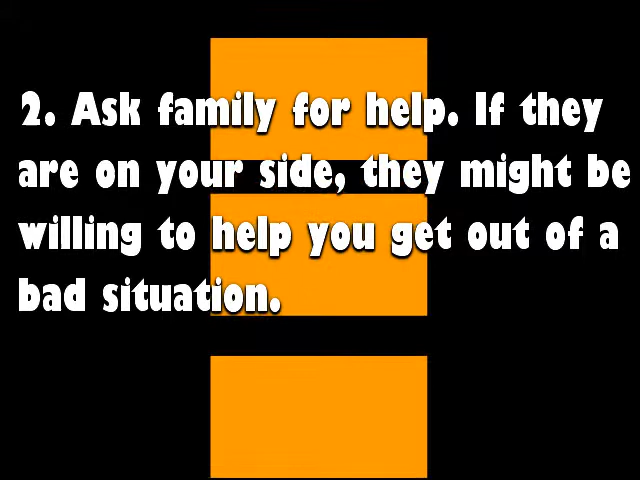 2. Ask family for help. If they
are on your side, they might be
willing to help you get out of a
bad situation.